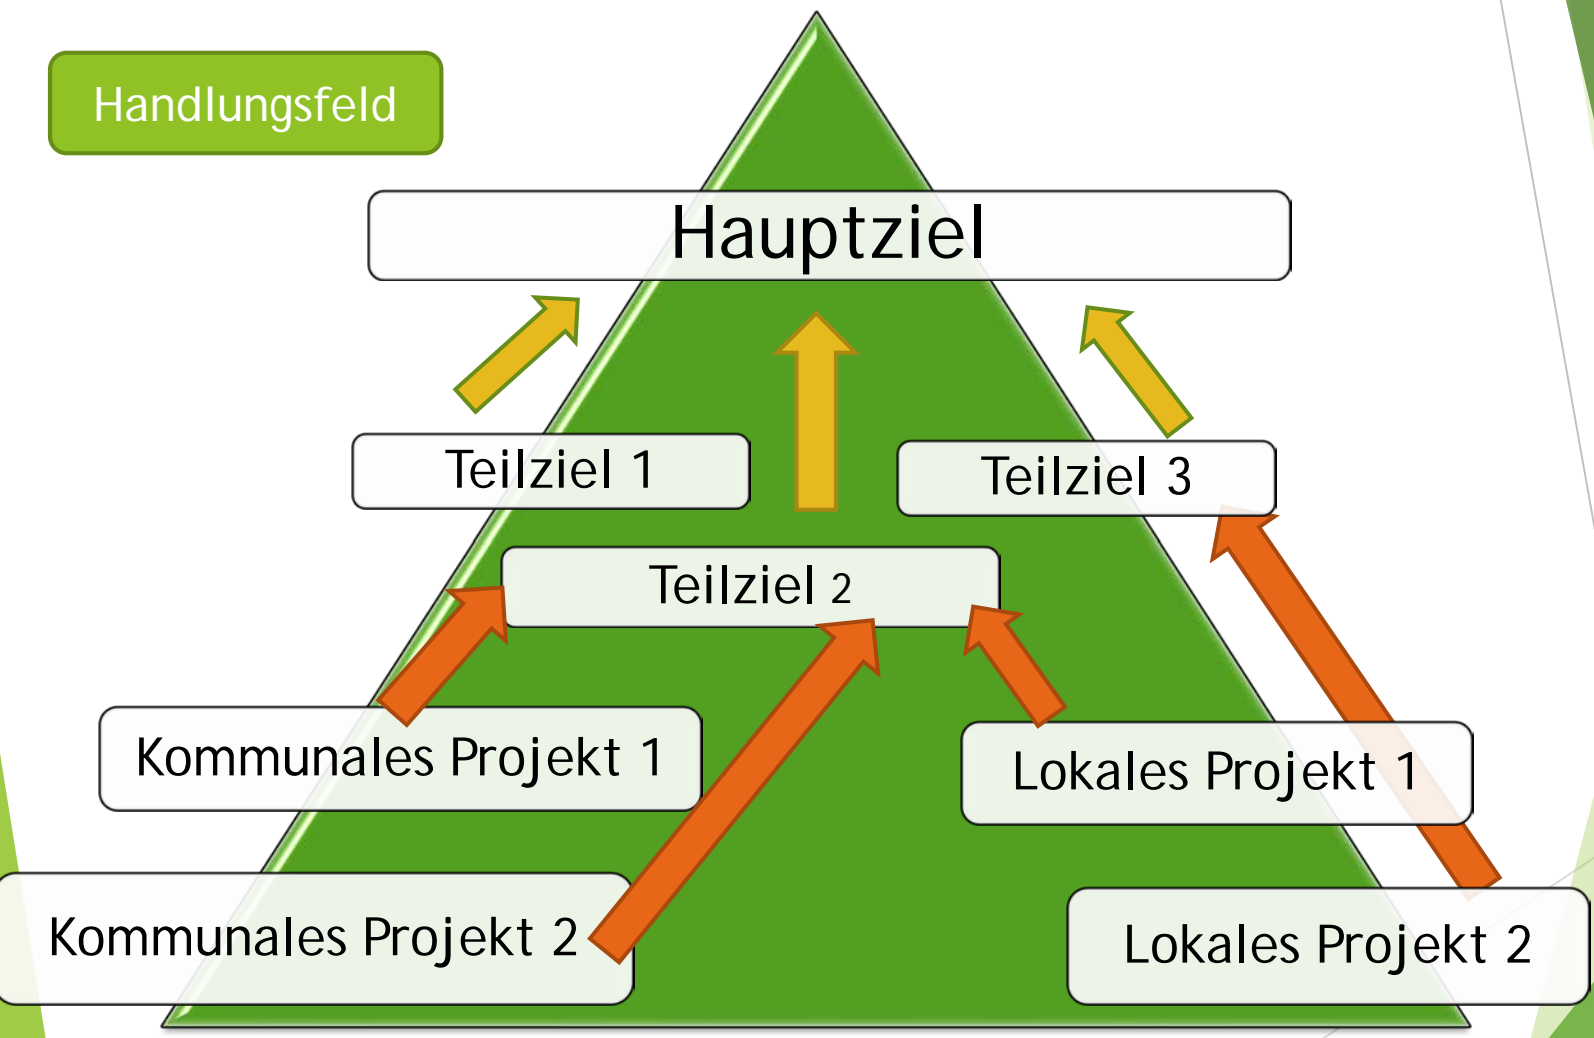 Handlungsfeld
Hauptziel
Teilziel 1
Teilziel 3
Teilziel 2
Kommunales Projekt 1
Lokales Projekt 1
Kommunales Projekt 2
Lokales Projekt 2